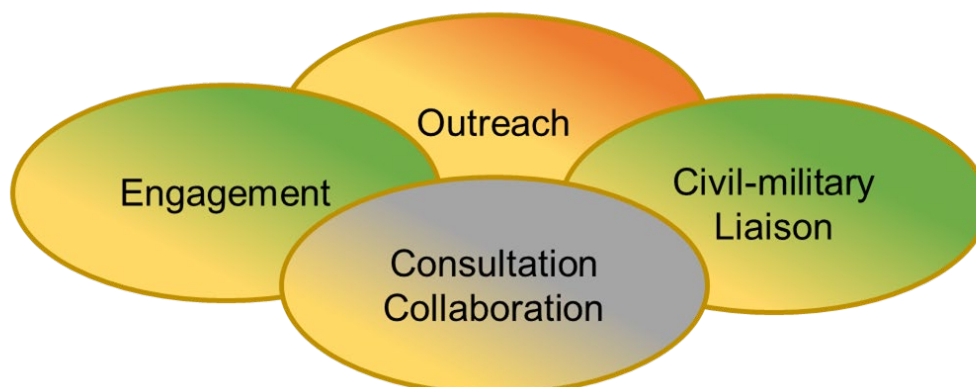 Outreach
Engagement
Civil-military
Liaison
Consultation
Collaboration